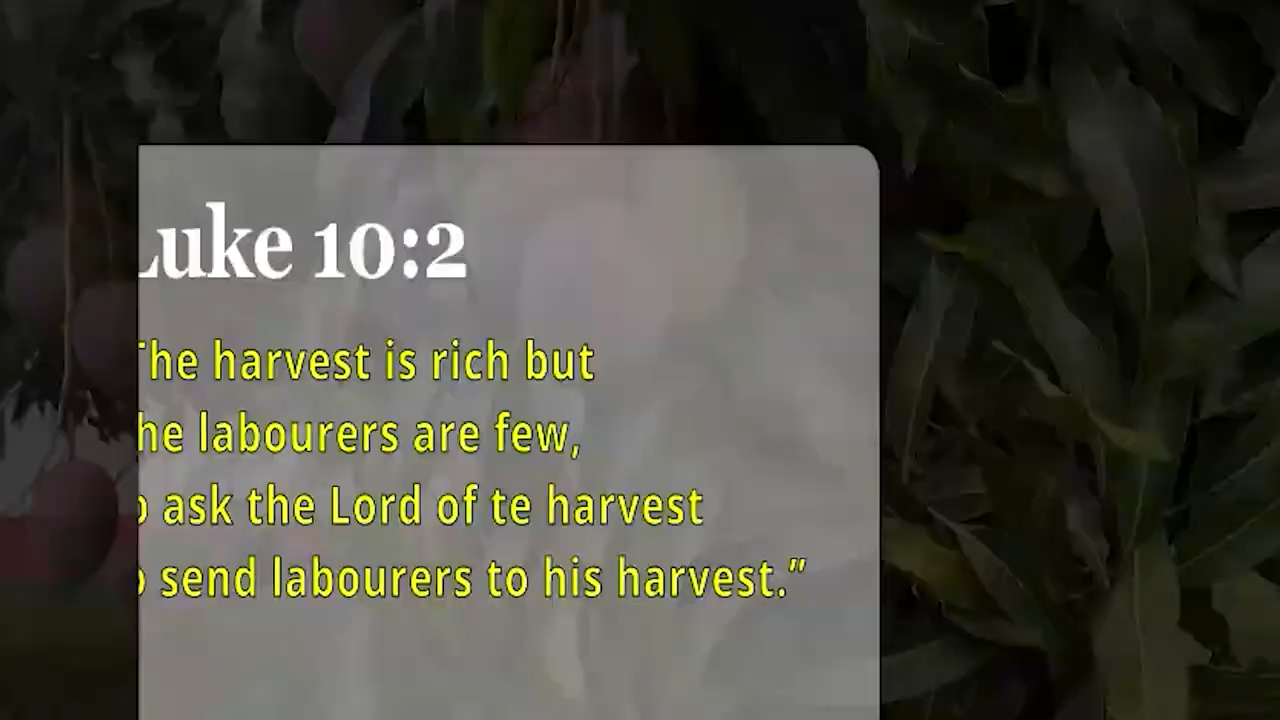 Luke 10:2
The harvest is rich but
he labourers are few,
o ask the Lord of te harvest
o send labourers to his harvest.”